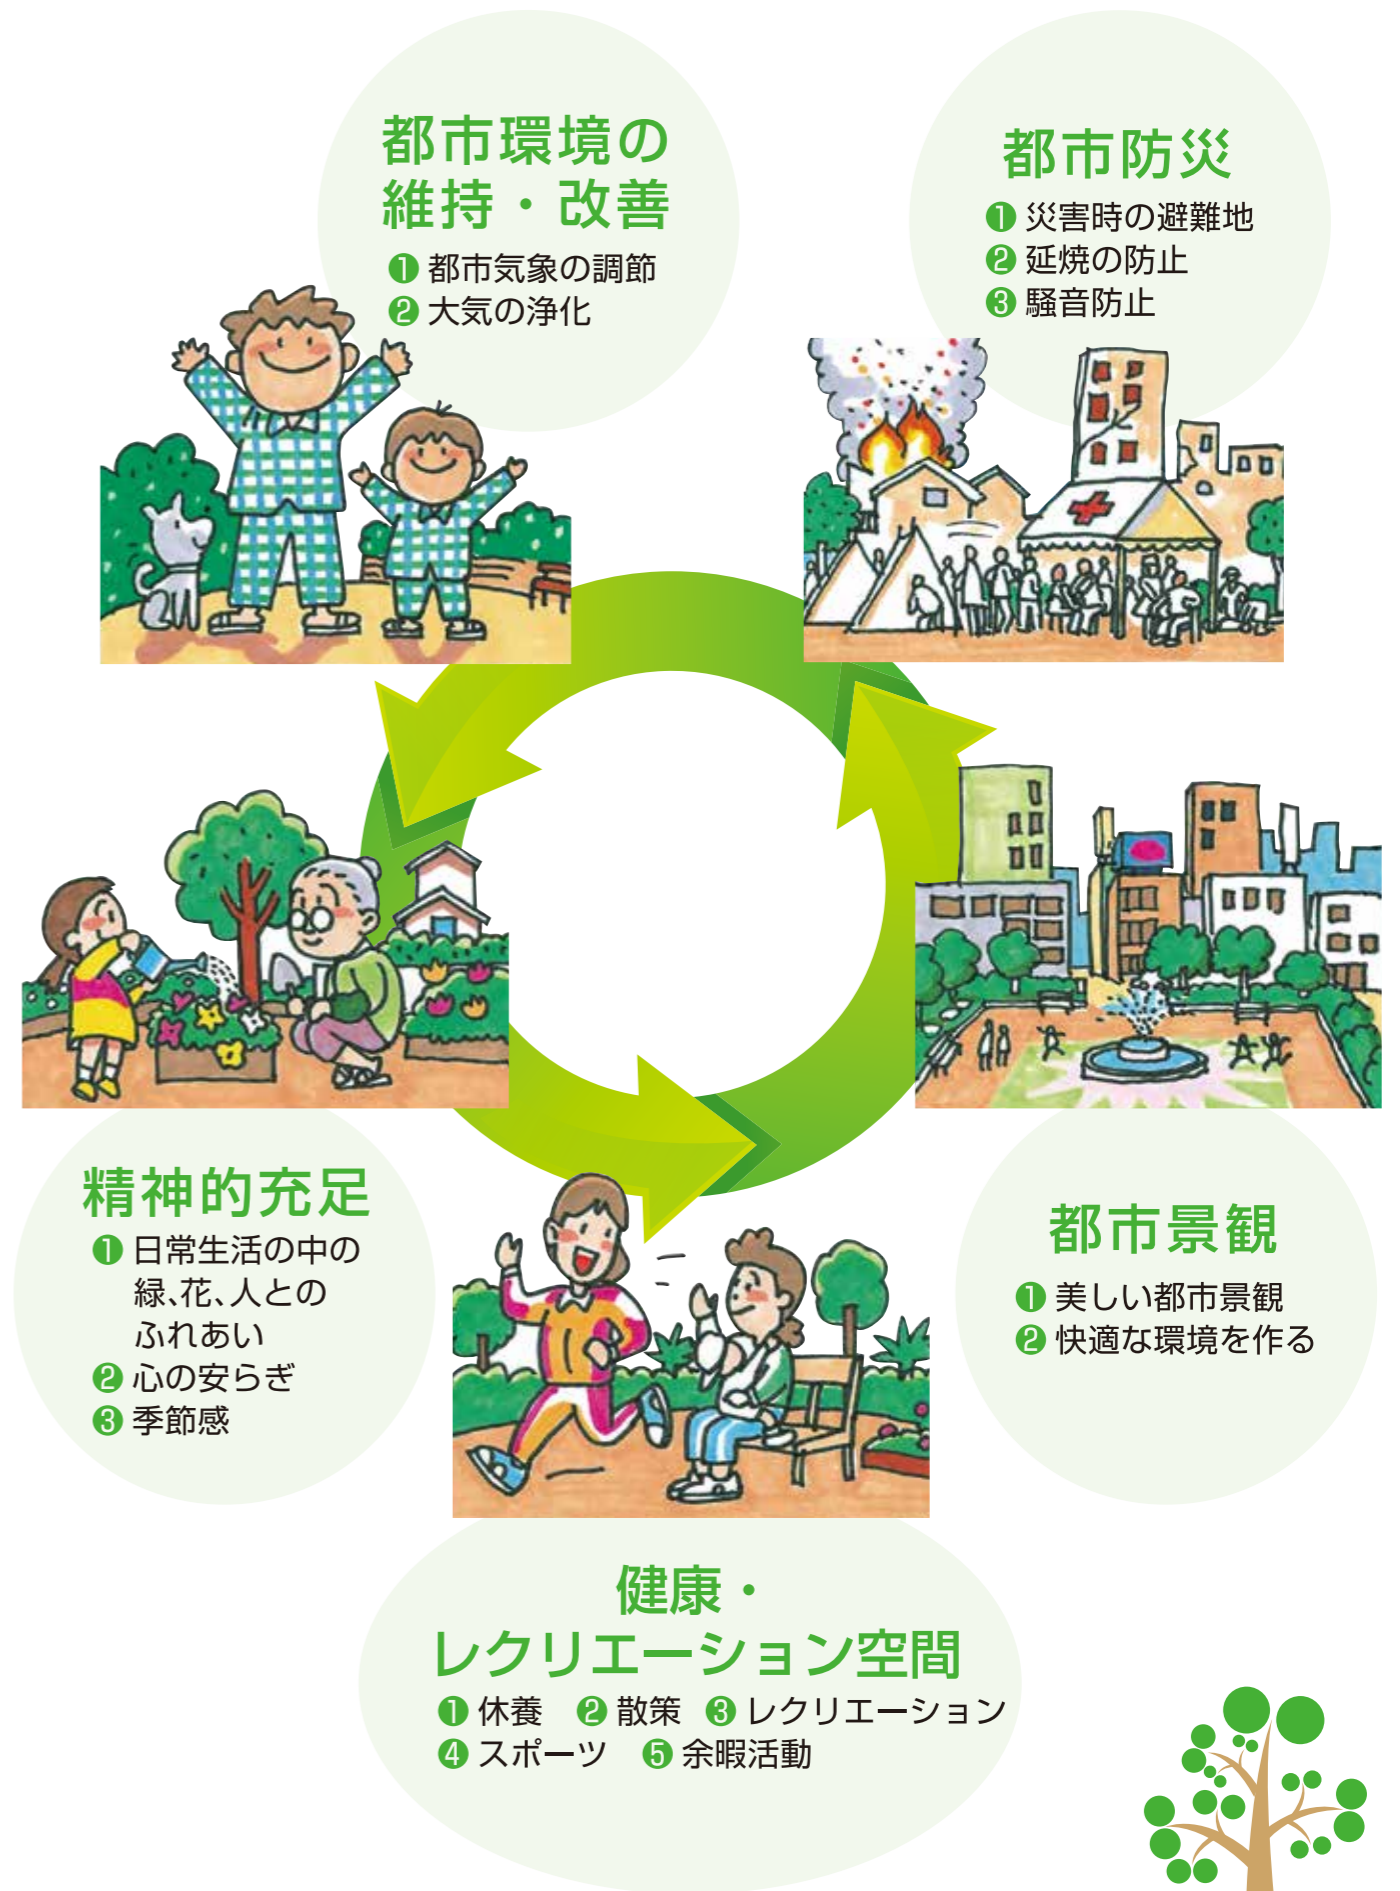 都市環境の
維持・改善
❶ 都市気象の調節
❷ 大気の浄化
都市防災
❶ 災害時の避難地
❷ 延焼の防止
❸ 騒音防止
精神的充足
❶ 日常生活の中の
緑、花、人との
ふれあい
❷ 心の安らぎ
❸ 季節感
都市景観
❶ 美しい都市景観
❷ 快適な環境を作る
健康・
レクリエーション空間
❶ 休養 ❷ 散策 ❸ レクリエーション
❹ スポーツ ❺ 余暇活動